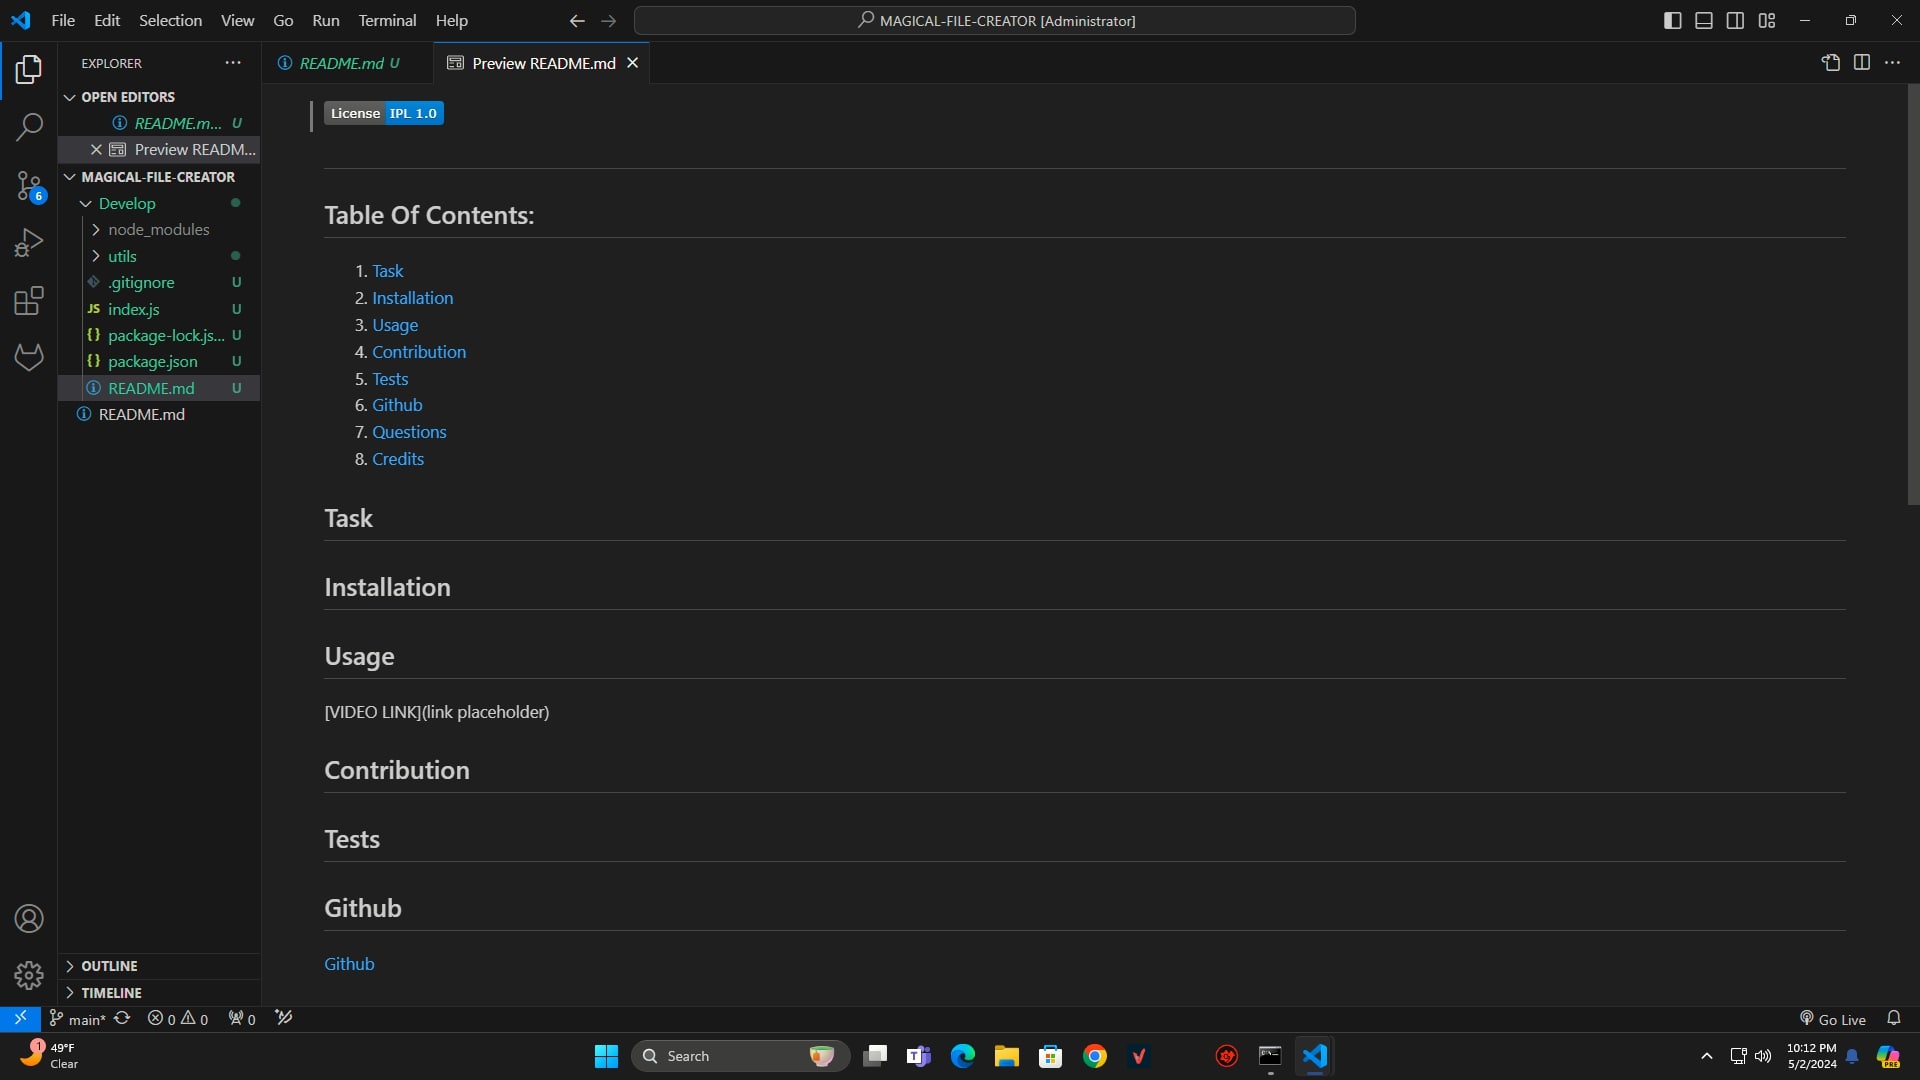 File Edit Selection View Go Run Terminal Help
MAGICAL-FILE-CREATOR [Administrator]
EXPLORER
README.md U
Preview README.md
OPEN EDITORS
README.m... U
Preview READM...
MAGICAL-FILE-CREATOR
Develop
node_modules
utils
.gitignore U
JS index.js U
{} package-lock.js... U
{} package.json U
README.md U
README.md
OUTLINE
TIMELINE
License IPL 1.0
Table Of Contents:
1. Task
2. Installation
3. Usage
4. Contribution
5. Tests
6. Github
7. Questions
8. Credits
Task
Installation
Usage
[VIDEO LINK](link placeholder)
Contribution
Tests
Github
Github
6
main* 0 0 0
Go Live
1
49°F
Clear
Search
10:12 PM
5/2/2024
PRE